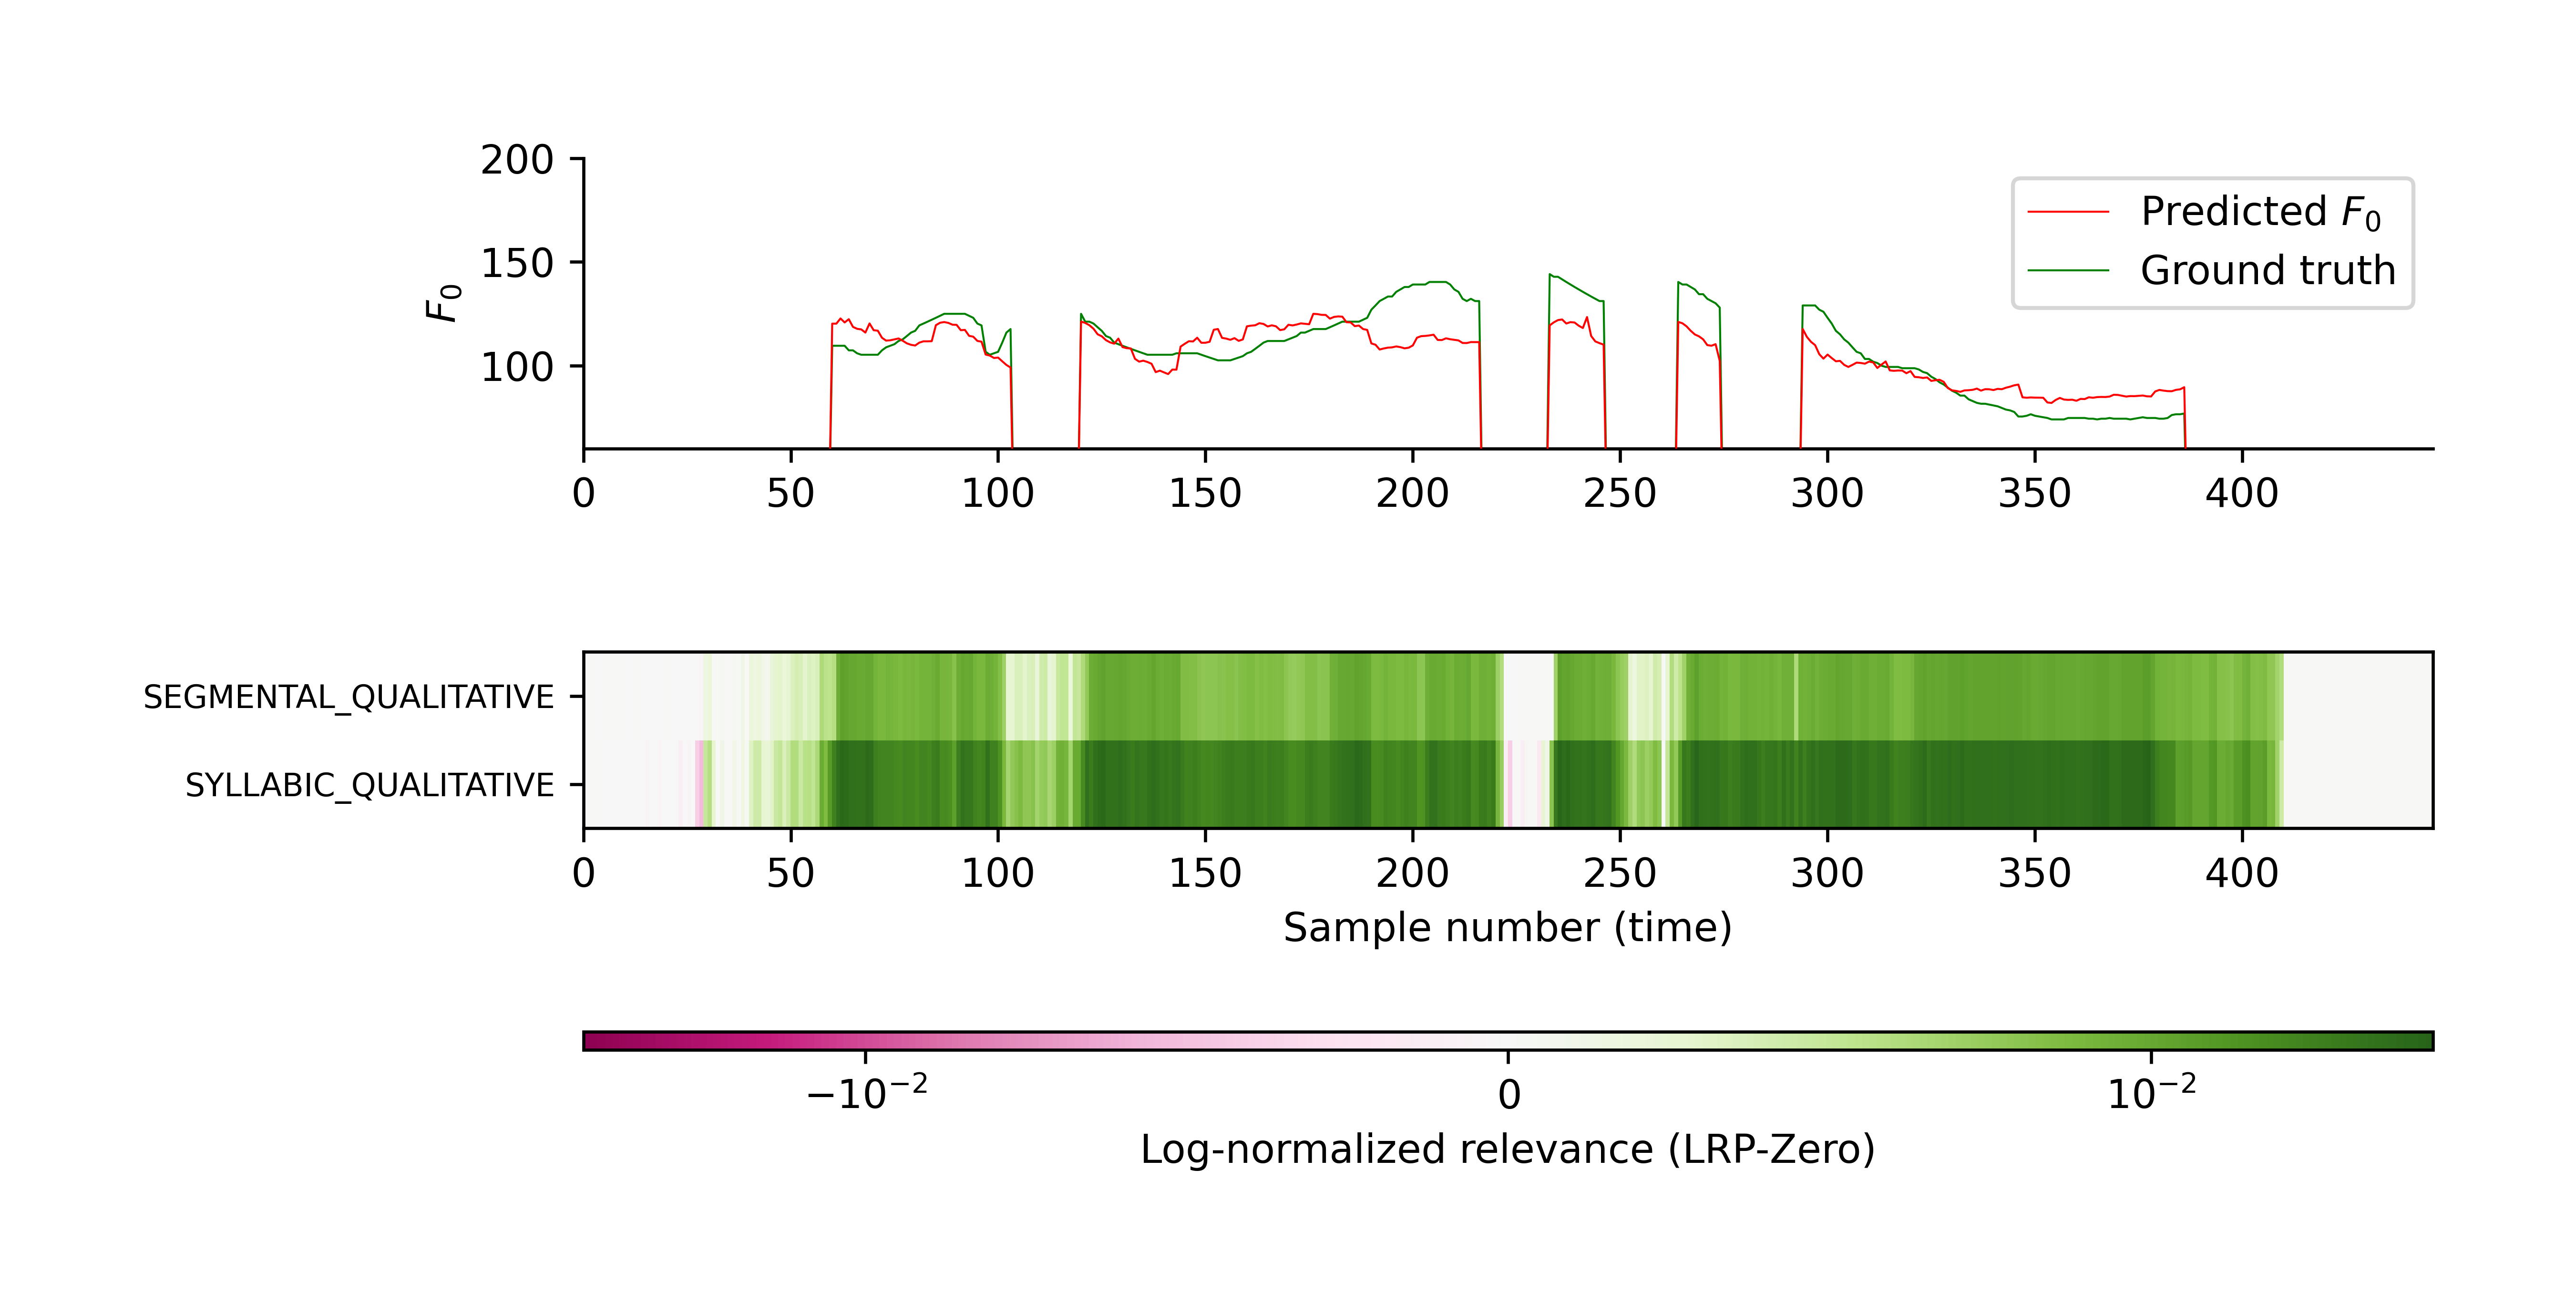 200
150
100
F₀
Predicted F₀
Ground truth
0 50 100 150 200 250 300 350 400
SEGMENTAL_QUALITATIVE
SYLLABIC_QUALITATIVE
0 50 100 150 200 250 300 350 400
Sample number (time)
−10⁻² 0 10⁻²
Log-normalized relevance (LRP-Zero)